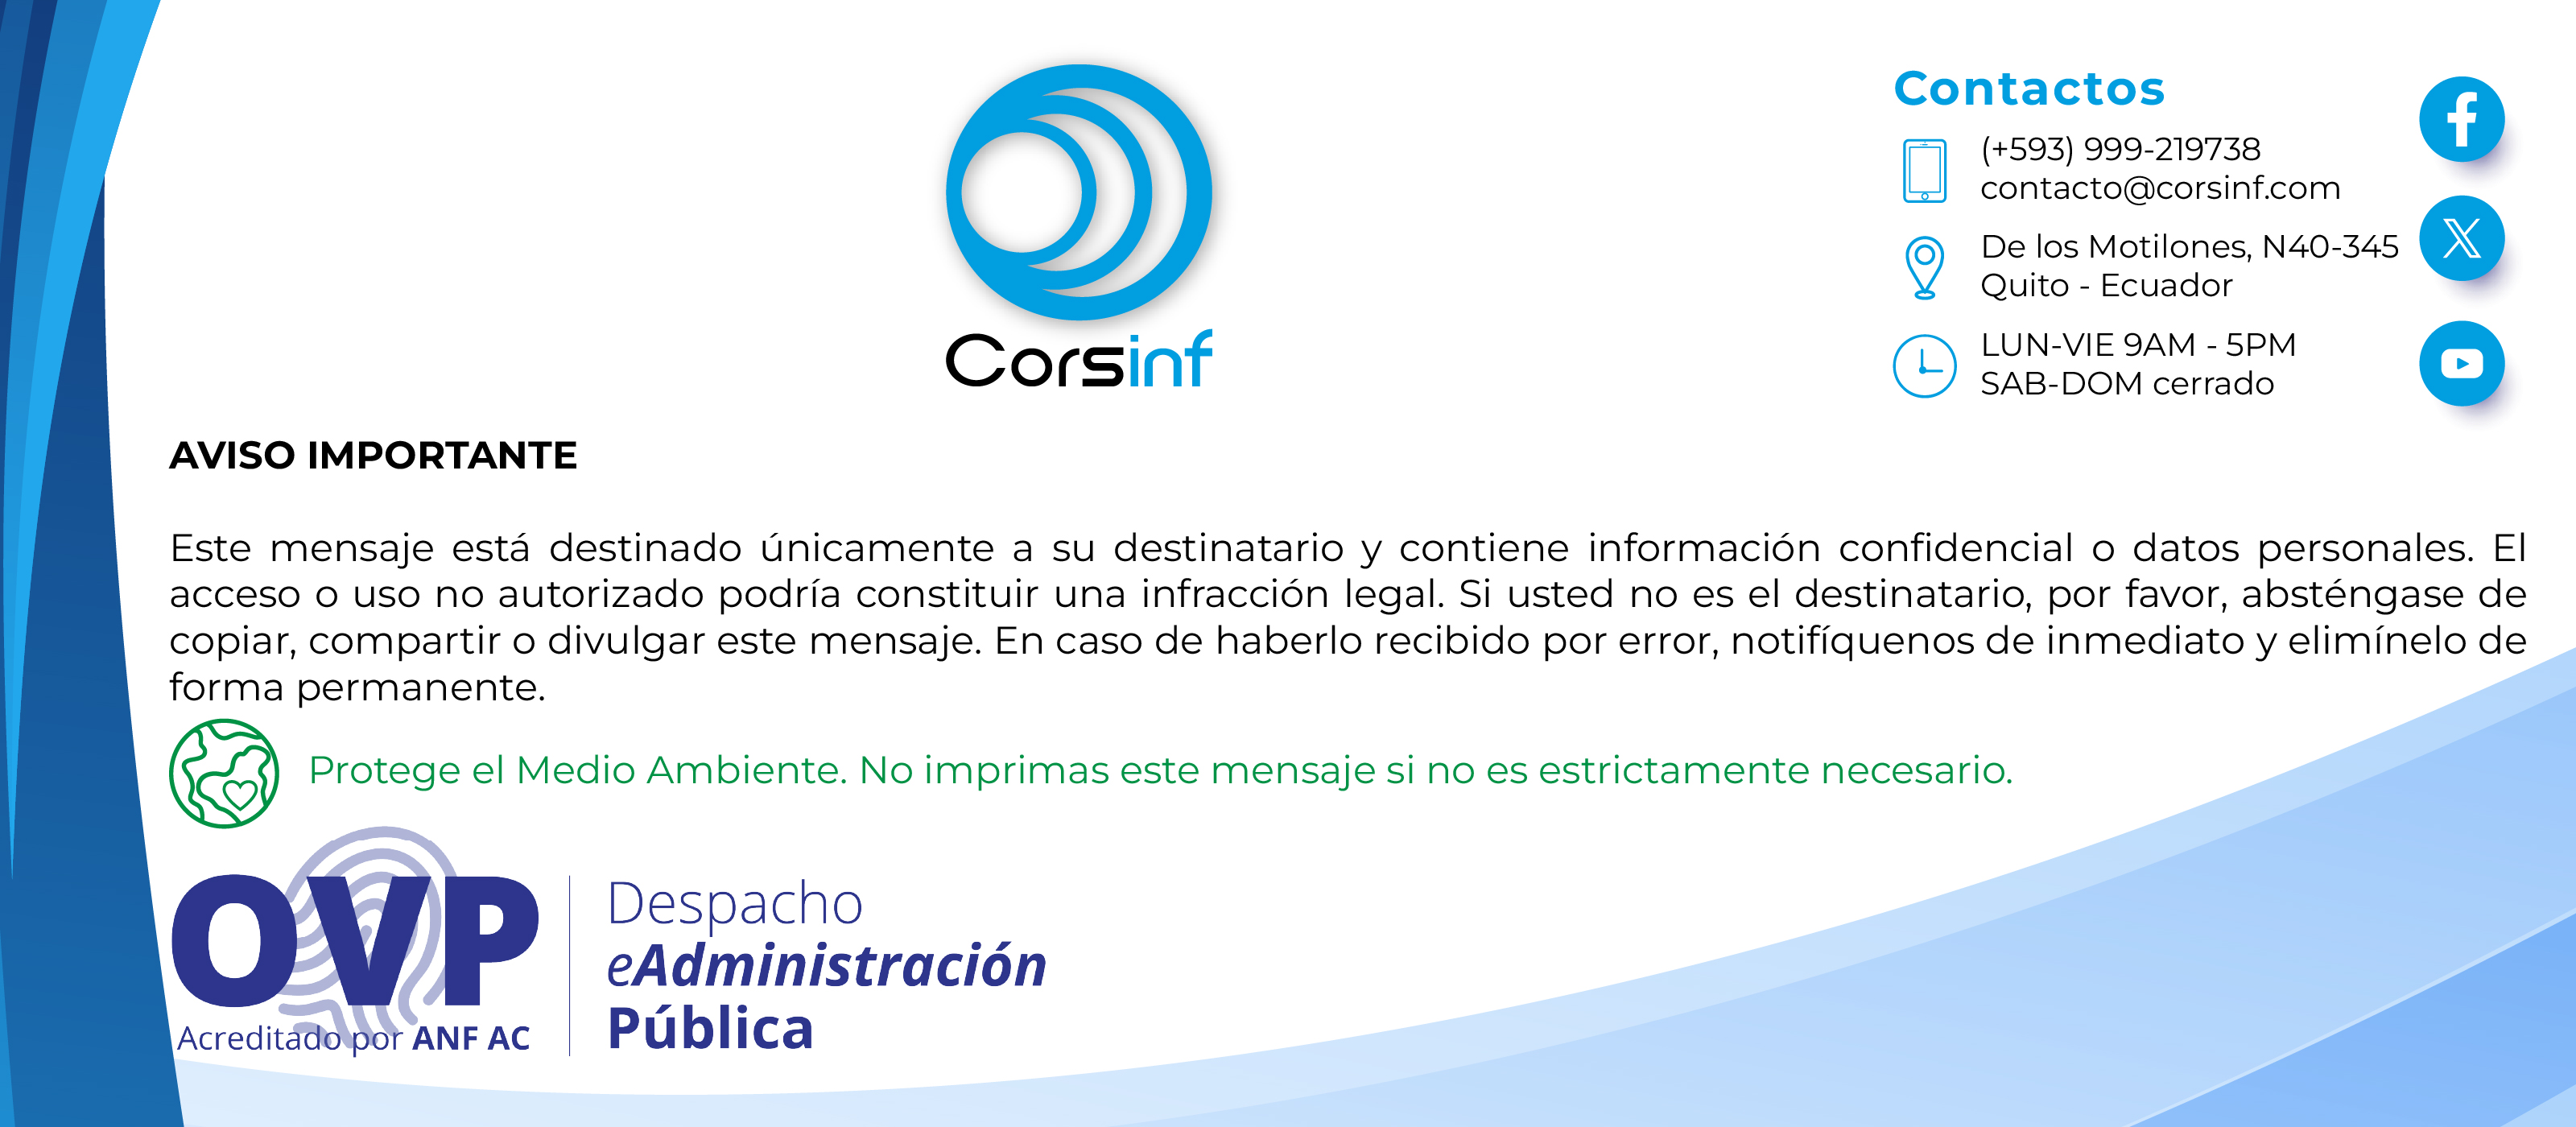 Corsinf
Contactos
(+593) 999-219738
contacto@corsinf.com
De los Motilones, N40-345
Quito - Ecuador
LUN-VIE 9AM - 5PM
SAB-DOM cerrado
AVISO IMPORTANTE
Este mensaje está destinado únicamente a su destinatario y contiene información confidencial o datos personales. El
acceso o uso no autorizado podría constituir una infracción legal. Si usted no es el destinatario, por favor, absténgase de
copiar, compartir o divulgar este mensaje. En caso de haberlo recibido por error, notifíquenos de inmediato y elimínelo de
forma permanente.
Protege el Medio Ambiente. No imprimas este mensaje si no es estrictamente necesario.
OVP
Acreditado por ANF AC
Despacho
eAdministración
Pública